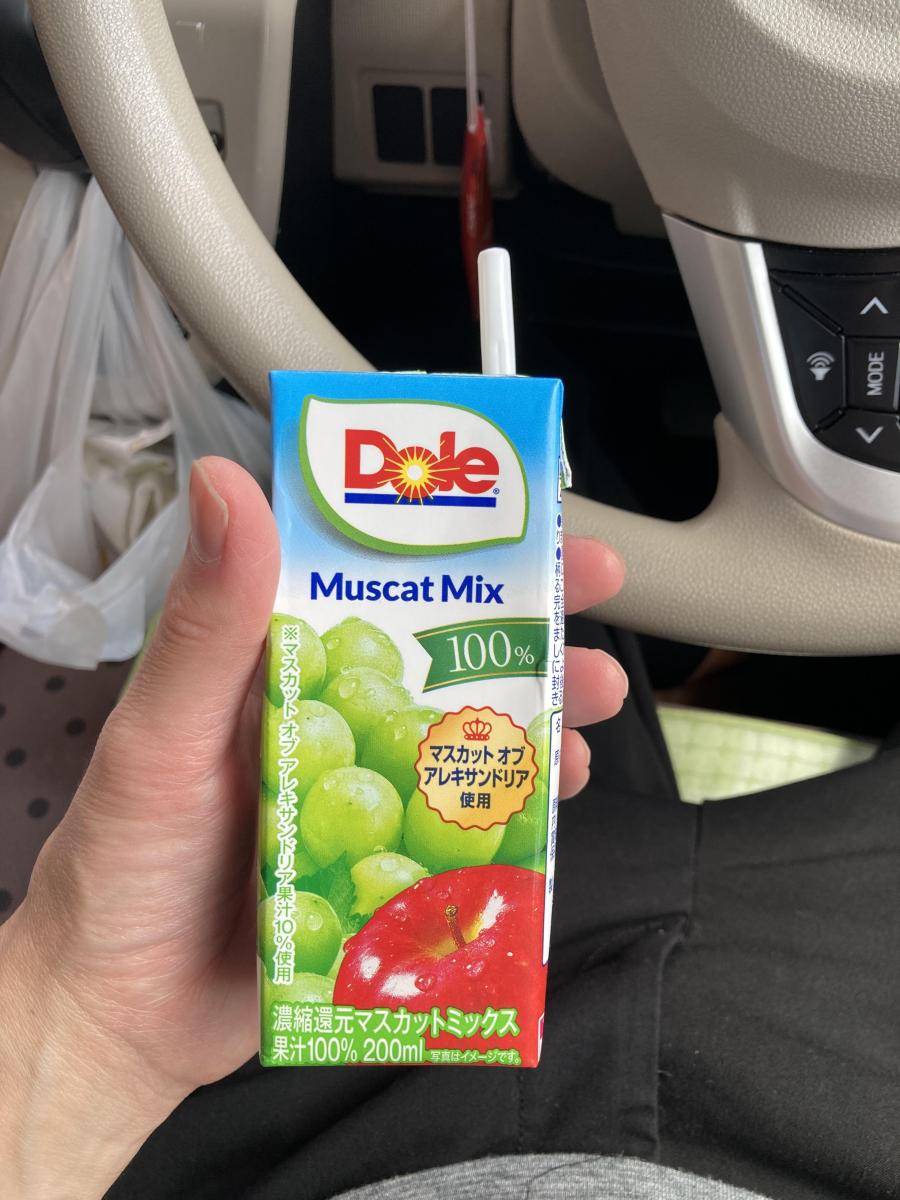 Dole®
Muscat Mix
100%
マスカット オブ
アレキサンドリア
使用
※マスカット オブ アレキサンドリア果汁10%使用
濃縮還元マスカットミックス
果汁100% 200ml 写真はイメージです。
MODE